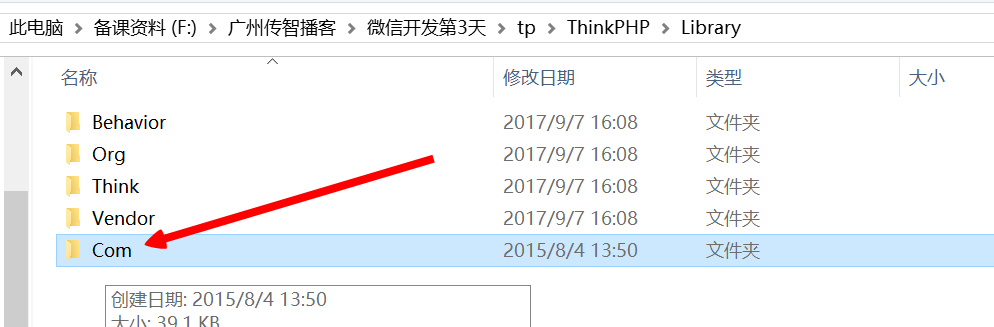 此电脑 > 备课资料 (F:) > 广州传智播客 > 微信开发第3天 > tp > ThinkPHP > Library
名称 修改日期 类型 大小
Behavior 2017/9/7 16:08 文件夹
Org 2017/9/7 16:08 文件夹
Think 2017/9/7 16:08 文件夹
Vendor 2017/9/7 16:08 文件夹
Com 2015/8/4 13:50 文件夹
创建日期: 2015/8/4 13:50
大小: 39.1 KB